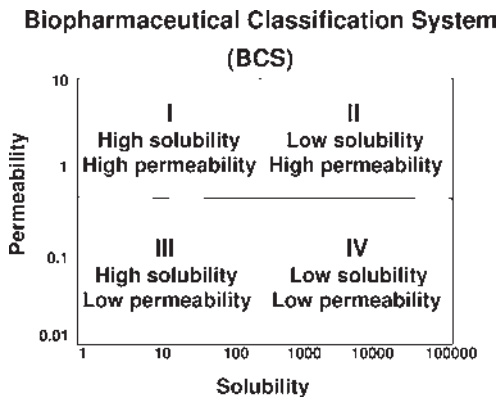 Biopharmaceutical Classification System
(BCS)
10
1
0.1
0.01
Permeability
I
High solubility
High permeability
II
Low solubility
High permeability
III
High solubility
Low permeability
IV
Low solubility
Low permeability
1 10 100 1000 10000 100000
Solubility